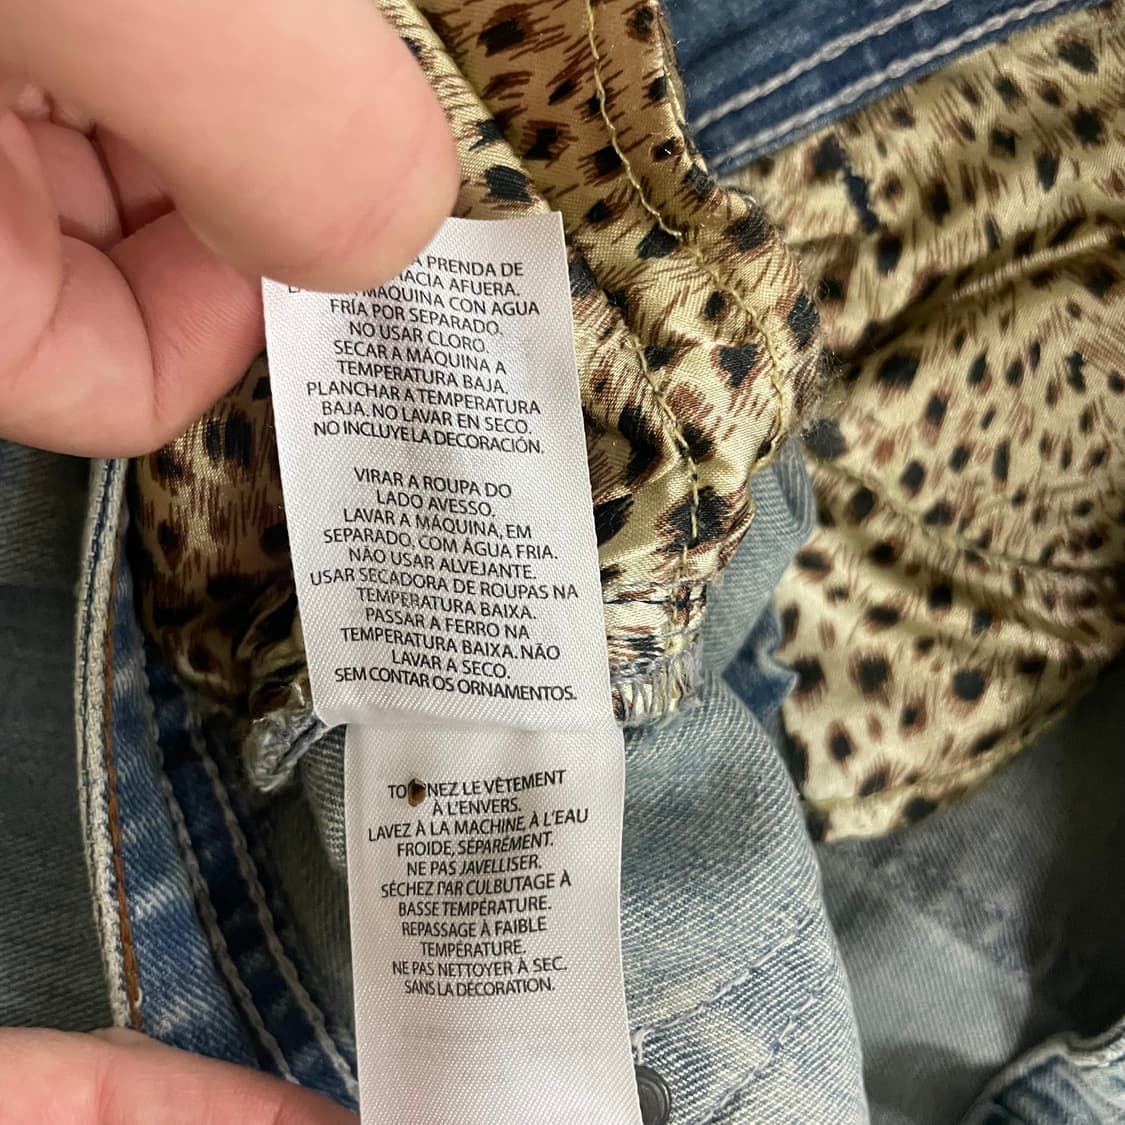 PRENDA DE
HACIA AFUERA.
MÁQUINA CON AGUA
FRÍA POR SEPARADO.
NO USAR CLORO.
SECAR A MÁQUINA A
TEMPERATURA BAJA.
PLANCHAR A TEMPERATURA
BAJA. NO LAVAR EN SECO.
NO INCLUYE LA DECORACIÓN.
VIRAR A ROUPA DO
LADO AVESSO.
LAVAR A MÁQUINA, EM
SEPARADO, COM ÁGUA FRIA.
NÃO USAR ALVEJANTE.
USAR SECADORA DE ROUPAS NA
TEMPERATURA BAIXA.
PASSAR A FERRO NA
TEMPERATURA BAIXA. NÃO
LAVAR A SECO.
SEM CONTAR OS ORNAMENTOS.
TO NEZ LE VÊTEMENT
À L'ENVERS.
LAVEZ À LA MACHINE, À L'EAU
FROIDE, SÉPARÉMENT.
NE PAS JAVELLISER.
SÉCHEZ PAR CULBUTAGE À
BASSE TEMPÉRATURE.
REPASSAGE À FAIBLE
TEMPÉRATURE.
NE PAS NETTOYER À SEC.
SANS LA DÉCORATION.